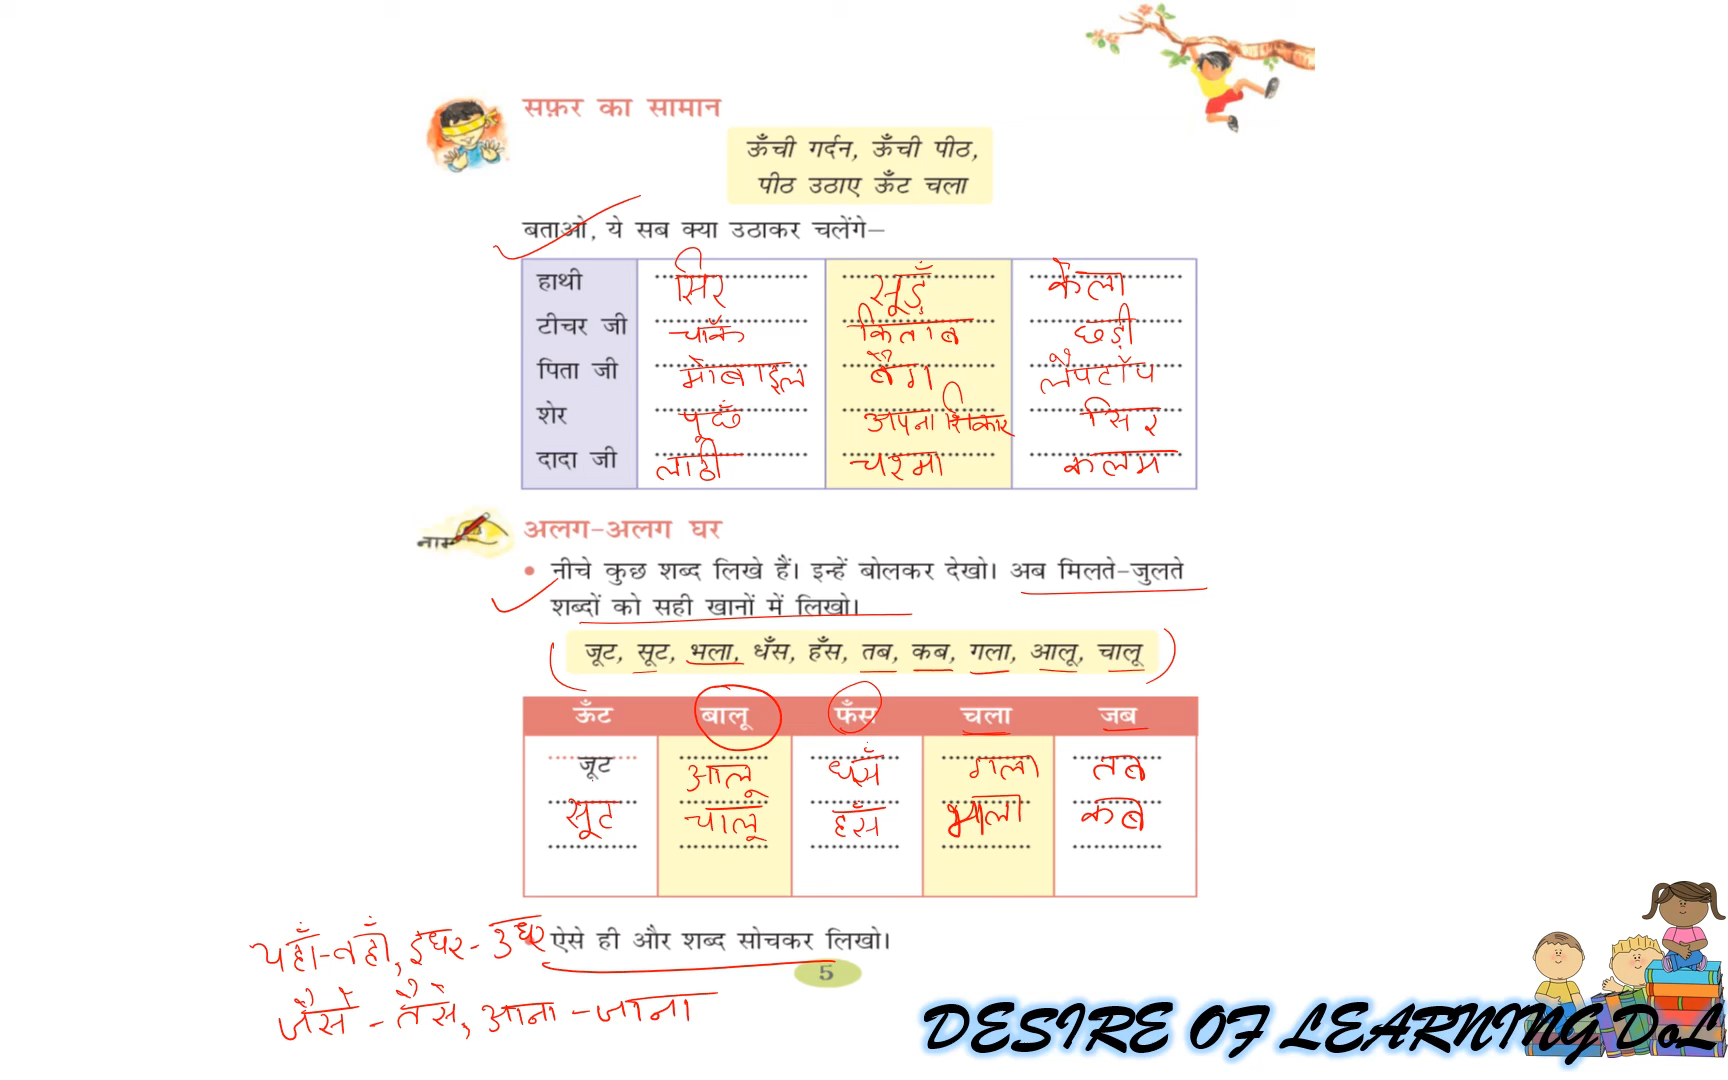 सफ़र का सामान
ऊँची गर्दन, ऊँची पीठ,
पीठ उठाए ऊँट चला
बताओ, ये सब क्या उठाकर चलेंगे–
हाथी सिर सूड़ँ केला
टीचर जी चॉक किताब छड़ी
पिता जी मोबाइल बैग लैपटॉप
शेर पूछँ अपना शिकार सिर
दादा जी लाठी चश्मा कलम
नाम
अलग-अलग घर
• नीचे कुछ शब्द लिखे हैं। इन्हें बोलकर देखो। अब मिलते-जुलते
शब्दों को सही खानों में लिखो।
जूट, सूट, भला, धँस, हँस, तब, कब, गला, आलू, चालू
ऊँट बालू फँस चला जब
जूट आलू धसँ गला तब
सूट चालू हँस भला कब
• ऐसे ही और शब्द सोचकर लिखो।
यहाँ-वहाँ, इधर-उधर
जैसे - तैसे, आना - जाना
5
DESIRE OF LEARNING DoL